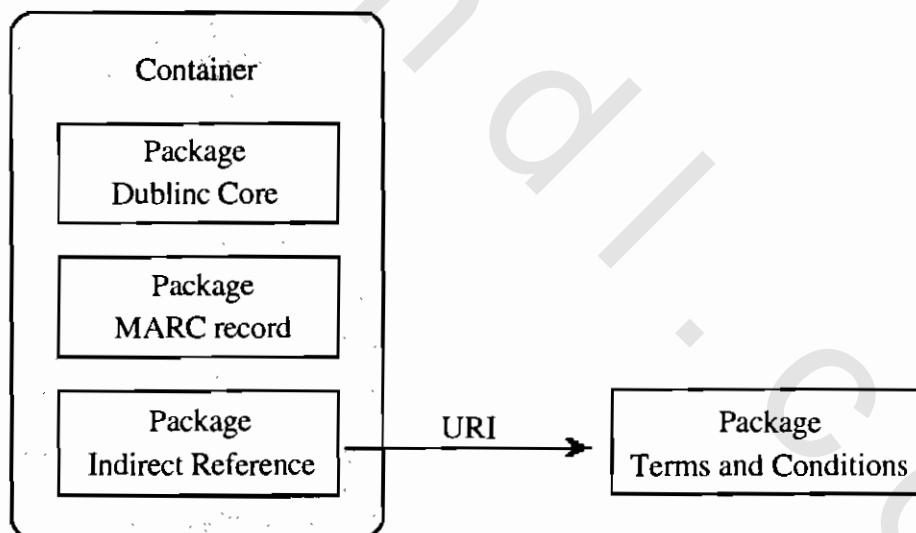 Container
Package
Dublinc Core
Package
MARC record
Package
Indirect Reference
URI
Package
Terms and Conditions